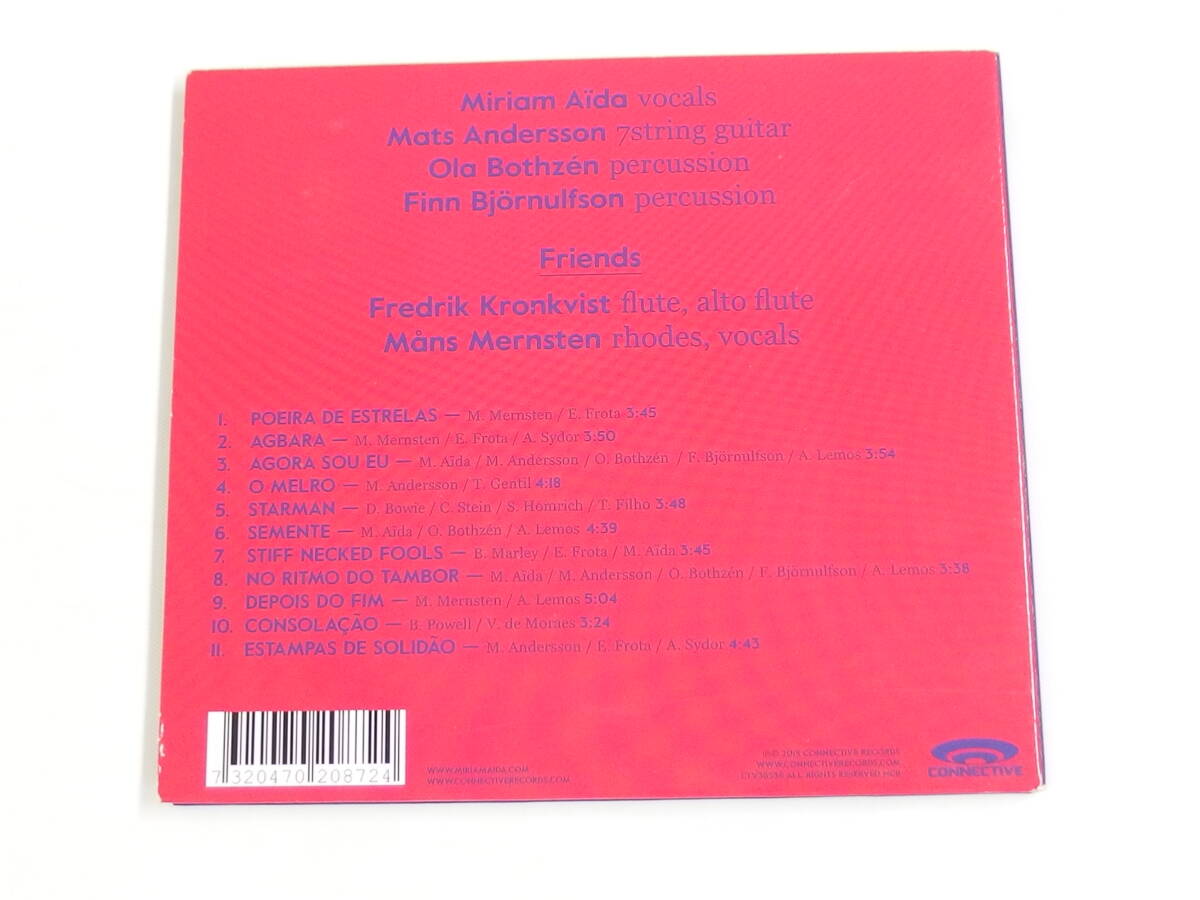 Miriam Aïda vocals
Mats Andersson 7string guitar
Ola Bothzén percussion
Finn Björnulfson percussion
Friends
Fredrik Kronkvist flute, alto flute
Måns Mernsten rhodes, vocals
1. POEIRA DE ESTRELAS — M. Mernsten / E. Frota 3:45
2. AGBARA — M. Mernsten / E. Frota / A. Sydor 3:50
3. AGORA SOU EU — M. Aïda / M. Andersson / O. Bothzén / F. Björnulfson / A. Lemos 3:54
4. O MELRO — M. Andersson / T. Gentil 4:18
5. STARMAN — D. Bowie / C. Stein / S. Homrich / T. Filho 3:48
6. SEMENTE — M. Aïda / O. Bothzén / A. Lemos 4:39
7. STIFF NECKED FOOLS — B. Marley / E. Frota / M. Aïda 3:45
8. NO RITMO DO TAMBOR — M. Aïda / M. Andersson / O. Bothzén / F. Björnulfson / A. Lemos 3:38
9. DEPOIS DO FIM — M. Mernsten / A. Lemos 5:04
10. CONSOLAÇÃO — B. Powell / V. de Moraes 3:24
11. ESTAMPAS DE SOLIDÃO — M. Andersson / E. Frota / A. Sydor 4:43
7 320470 208724
WWW.MIRIAMAIDA.COM
WWW.CONNECTIVERECORDS.COM
CONNECTIVE RECORDS
WWW.CONNECTIVERECORDS.COM
ALL RIGHTS RESERVED NCB
CONNECTIVE